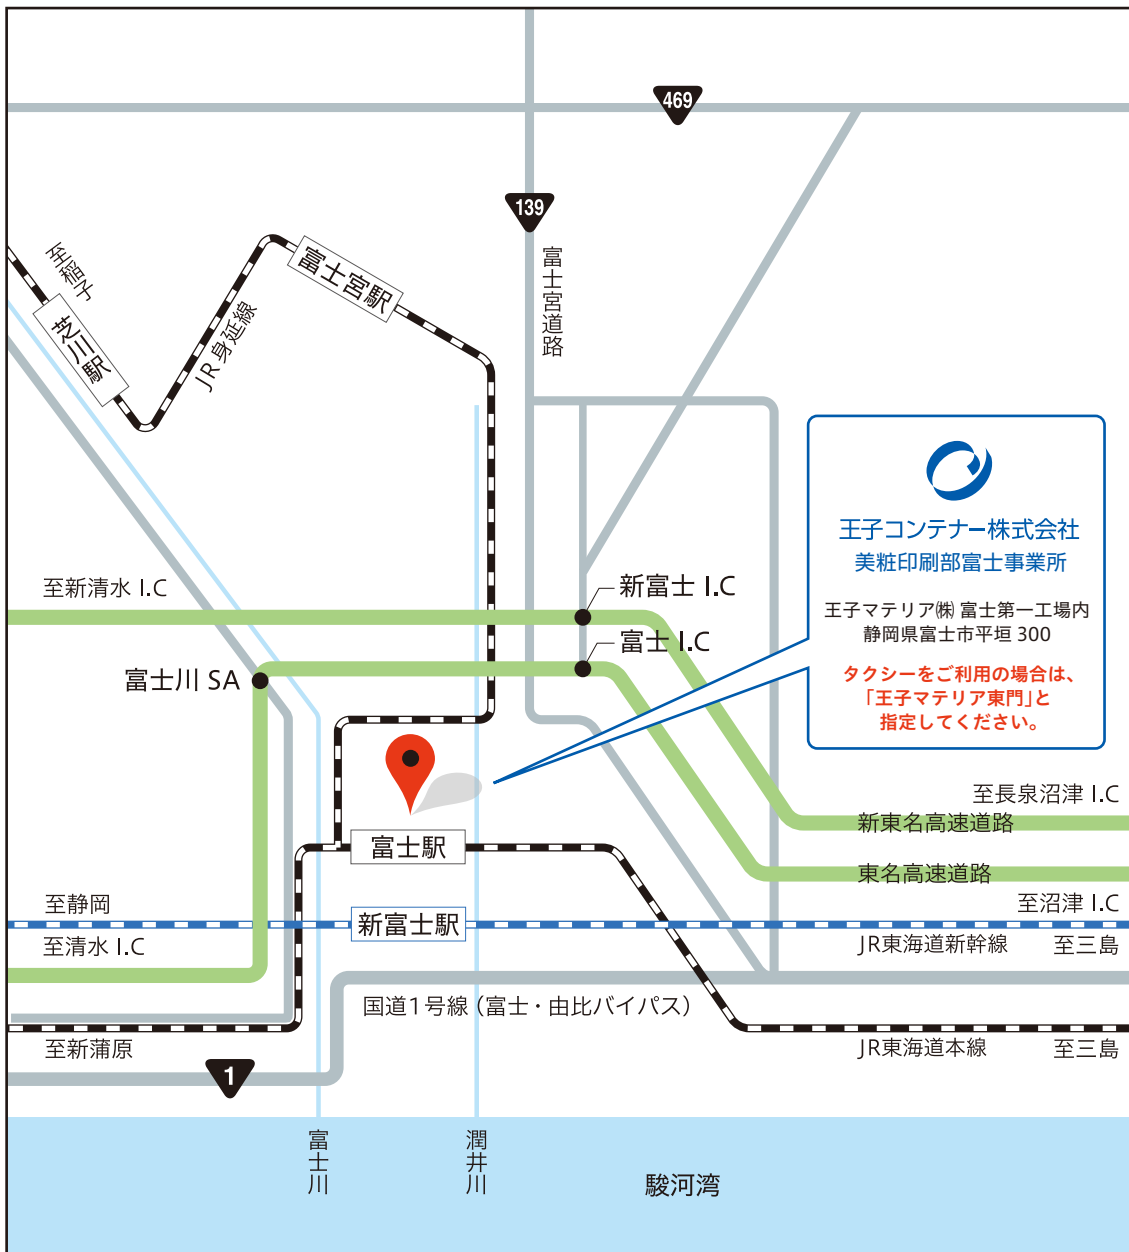 469
139
富士宮道路
至稲子
芝川駅
JR身延線
富士宮駅
王子コンテナー株式会社
美粧印刷部富士事業所
王子マテリア㈱ 富士第一工場内
静岡県富士市平垣 300
タクシーをご利用の場合は、
「王子マテリア東門」と
指定してください。
至新清水 I.C
新富士 I.C
富士 I.C
富士川 SA
至長泉沼津 I.C
新東名高速道路
富士駅
東名高速道路
至静岡
新富士駅
至沼津 I.C
至清水 I.C
JR東海道新幹線
至三島
国道1号線（富士・由比バイパス）
至新蒲原
JR東海道本線
至三島
1
富士川
潤井川
駿河湾